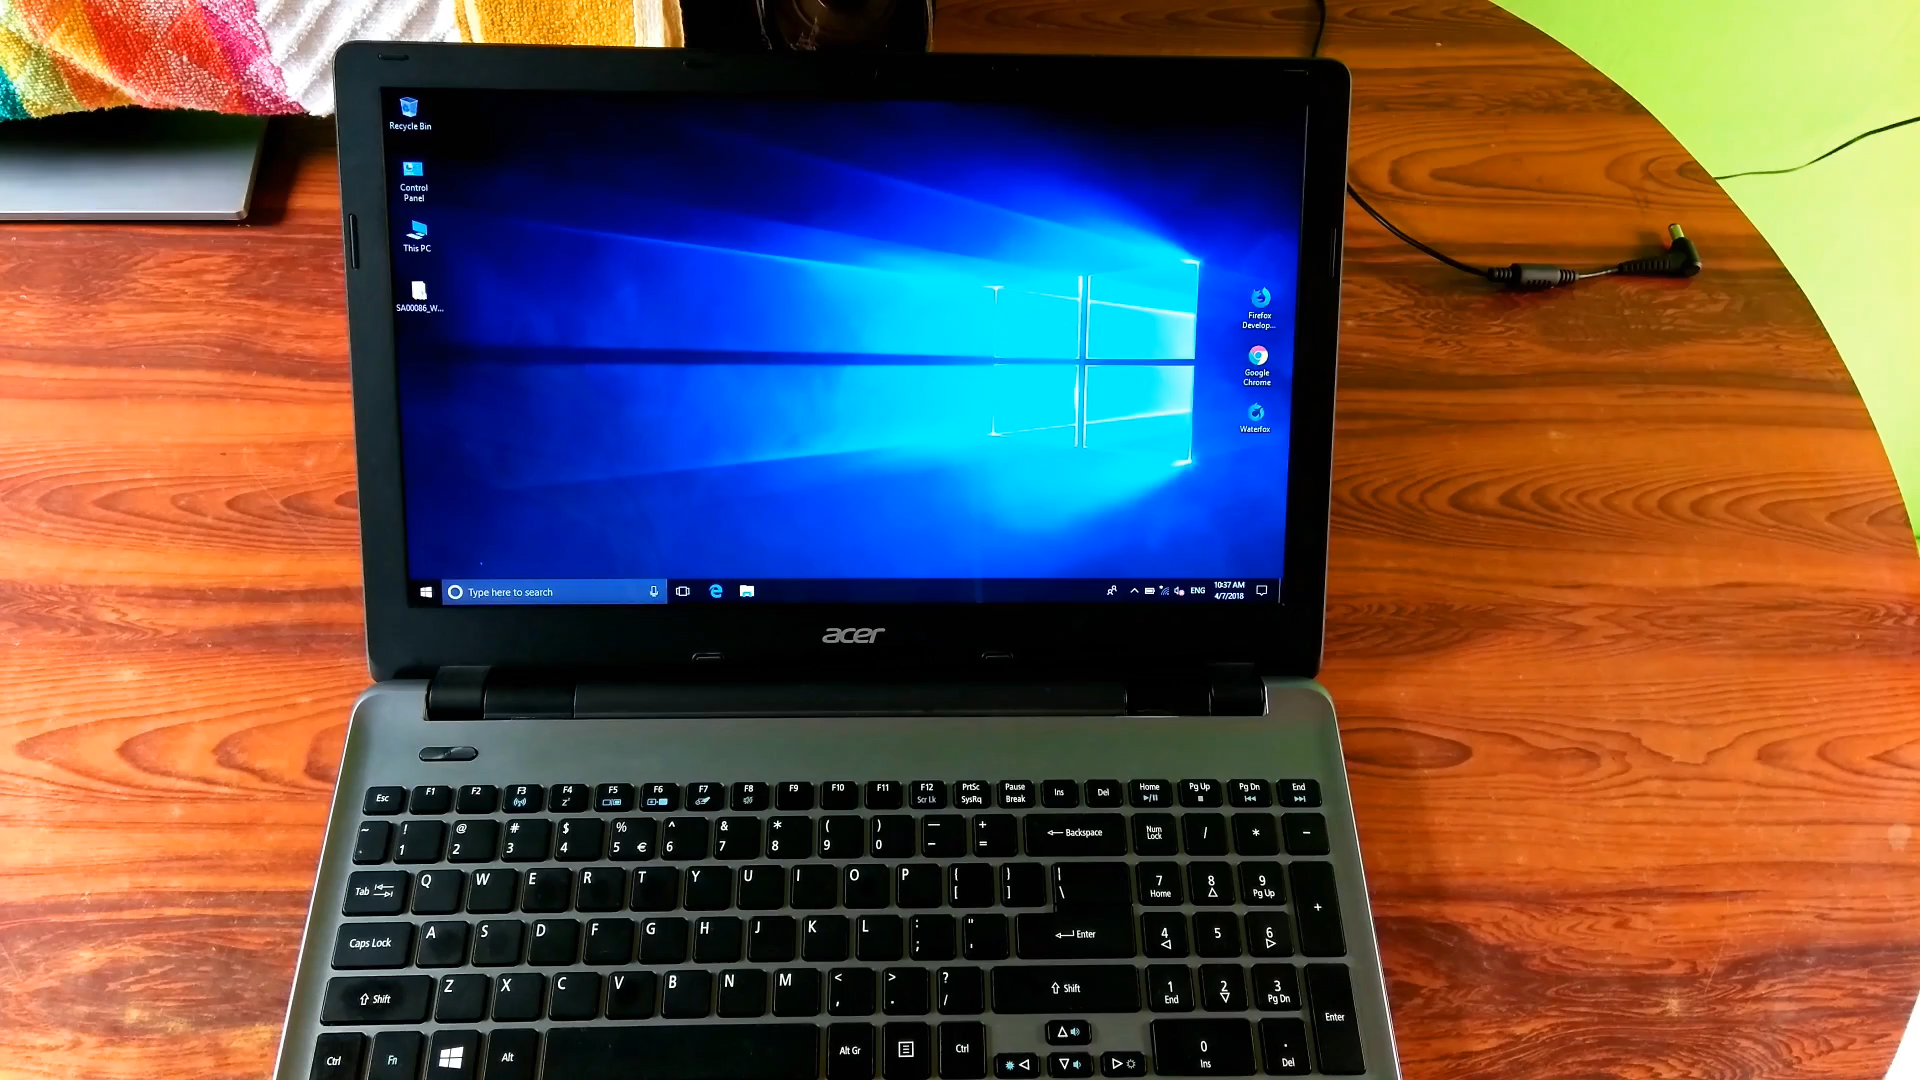 Recycle Bin
Control
Panel
This PC
SA00086_W...
Firefox
Develop...
Google
Chrome
Waterfox
Type here to search
ENG
10:37 AM
4/7/2018
acer
Esc F1 F2 F3 F4 F5 F6 F7 F8 F9 F10 F11 F12 PrtSc Pause Ins Del Home Pg Up Pg Dn End
Scr Lk SysRq Break
~ ! @ # $ % ^ & * ( ) — + ← Backspace Num / * -
Lock
1 2 3 4 5 € 6 7 8 9 0 - =
Tab Q W E R T Y U I O P { } | 7 8 9 +
[ ] \ Home Pg Up
Caps Lock A S D F G H J K L : " Enter 4 5 6
; '
Shift Z X C V B N M < > ? Shift 1 2 3
, . / End Pg Dn
Enter
Ctrl Fn Alt Alt Gr Ctrl 0 .
Ins Del